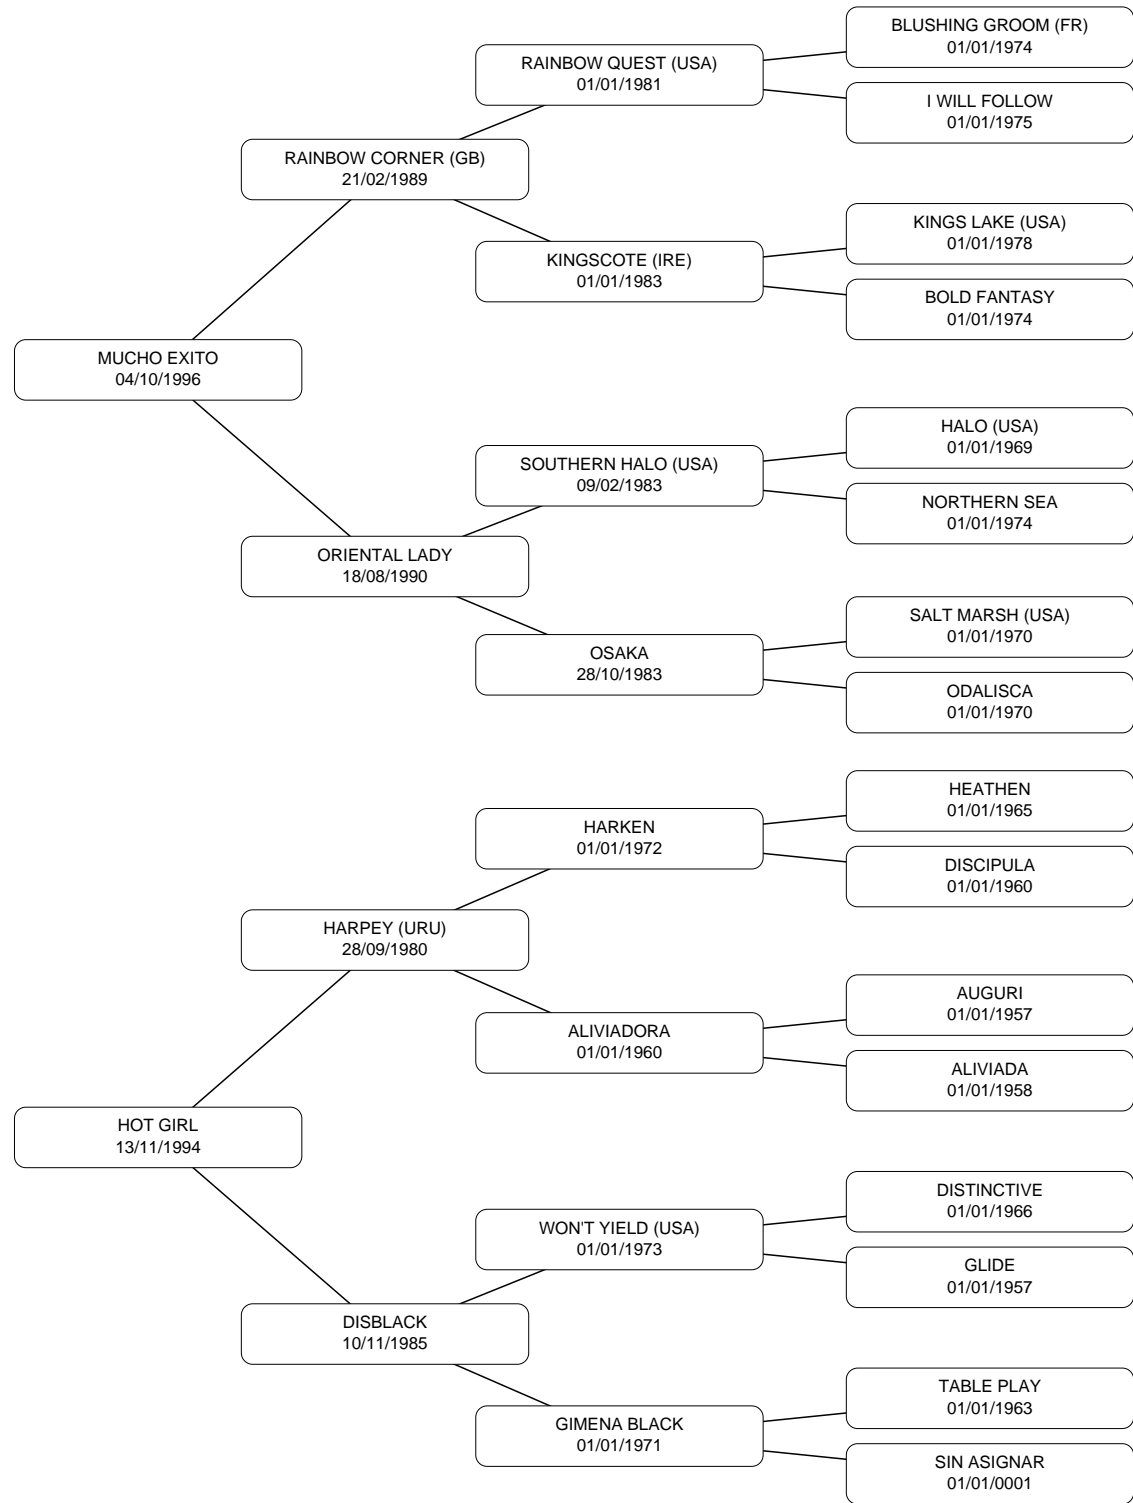 BLUSHING GROOM (FR)
01/01/1974
RAINBOW QUEST (USA)
01/01/1981
I WILL FOLLOW
01/01/1975
RAINBOW CORNER (GB)
21/02/1989
KINGS LAKE (USA)
01/01/1978
KINGSCOTE (IRE)
01/01/1983
BOLD FANTASY
01/01/1974
MUCHO EXITO
04/10/1996
HALO (USA)
01/01/1969
SOUTHERN HALO (USA)
09/02/1983
NORTHERN SEA
01/01/1974
ORIENTAL LADY
18/08/1990
SALT MARSH (USA)
01/01/1970
OSAKA
28/10/1983
ODALISCA
01/01/1970
HEATHEN
01/01/1965
HARKEN
01/01/1972
DISCIPULA
01/01/1960
HARPEY (URU)
28/09/1980
AUGURI
01/01/1957
ALIVIADORA
01/01/1960
ALIVIADA
01/01/1958
HOT GIRL
13/11/1994
DISTINCTIVE
01/01/1966
WON'T YIELD (USA)
01/01/1973
GLIDE
01/01/1957
DISBLACK
10/11/1985
TABLE PLAY
01/01/1963
GIMENA BLACK
01/01/1971
SIN ASIGNAR
01/01/0001